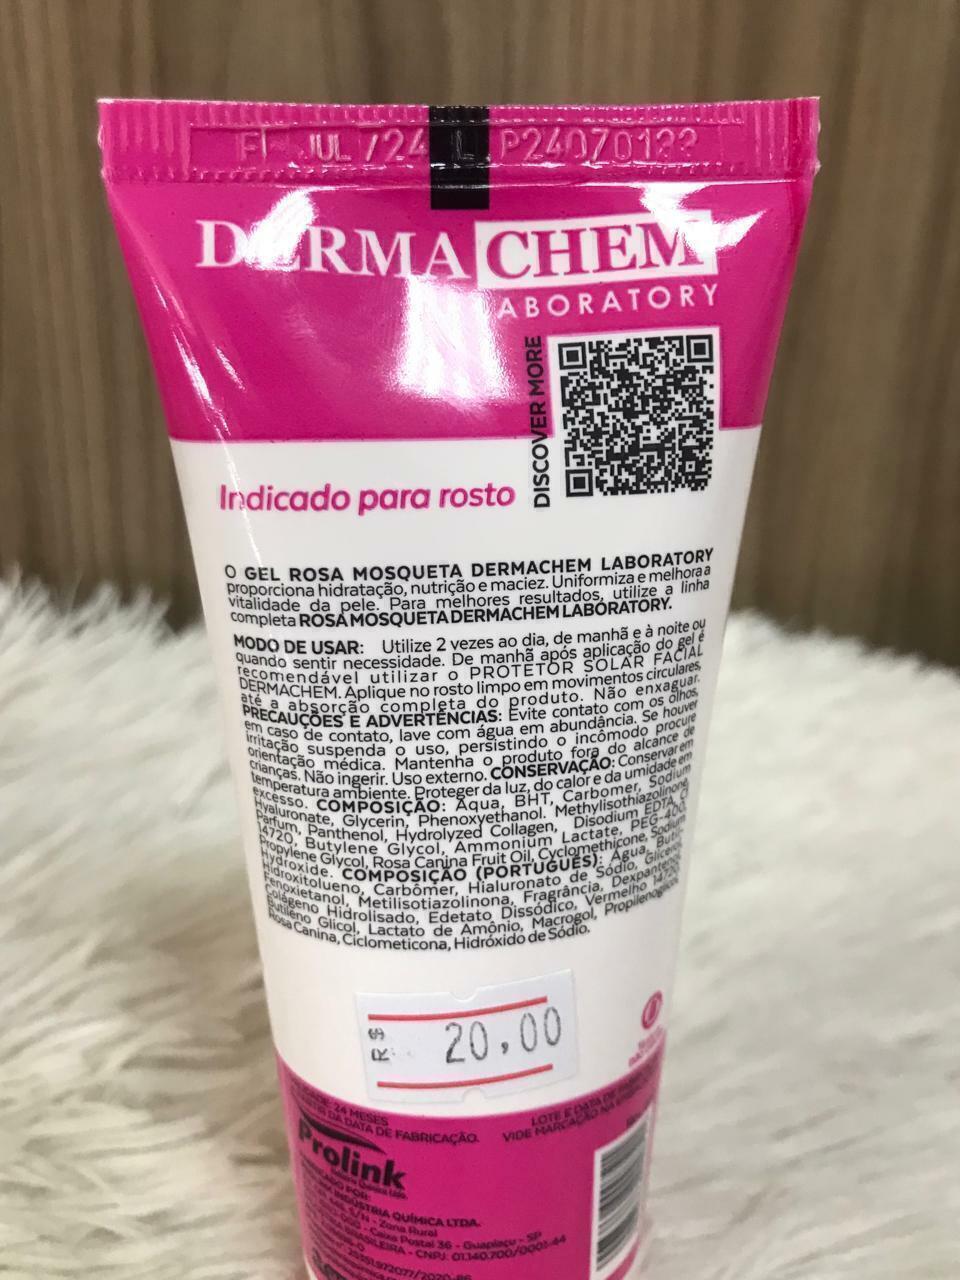 JUL /24 L P2407013
DERMA CHEM
LABORATORY
DISCOVER MORE
Indicado para rosto
O GEL ROSA MOSQUETA DERMACHEM LABORATORY
proporciona hidratação, nutrição e maciez. Uniformiza e melhora a
vitalidade da pele. Para melhores resultados, utilize a linha
completa ROSA MOSQUETA DERMACHEM LABORATORY.
MODO DE USAR: Utilize 2 vezes ao dia, de manhã e à noite ou
quando sentir necessidade. De manhã após aplicação do gel é
recomendável utilizar o PROTETOR SOLAR FACIAL
DERMACHEM. Aplique no rosto limpo em movimentos circulares,
até a absorção completa do produto. Não enxaguar.
PRECAUÇÕES E ADVERTÊNCIAS: Evite contato com os olhos,
em caso de contato, lave com água em abundância. Se houver
irritação suspenda o uso, persistindo o incômodo procure
orientação médica. Mantenha o produto fora do alcance de
crianças. Não ingerir. Uso externo. CONSERVAÇÃO: Conservar em
temperatura ambiente. Proteger da luz, do calor e da umidade em
excesso. COMPOSIÇÃO: Aqua, BHT, Carbomer, Sodium
Hyaluronate, Glycerin, Phenoxyethanol. Methylisothiazolinone,
Parfum, Panthenol, Hydrolyzed Collagen, Disodium EDTA, CI
14720, Butylene Glycol, Ammonium Lactate, PEG-400,
Propylene Glycol, Rosa Canina Fruit Oil, Cyclomethicone, Sodium
Hydroxide. COMPOSIÇÃO (PORTUGUÊS): Água, Butil-
Hidroxitolueno, Carbômer, Hialuronato de Sódio, Glicerol,
Fenoxietanol, Metilisotiazolinona, Fragrância, Dexpantenol,
Colágeno Hidrolisado, Edetato Dissódico, Vermelho 14720,
Butileno Glicol, Lactato de Amônio, Macrogol, Propilenoglicol,
Rosa Canina, Ciclometicona, Hidróxido de Sódio.
R$ 20,00
24 MESES
DA DATA DE FABRICAÇÃO.
LOTE E DATA DE
VIDE MARCAÇÃO NA
Prolink
POR:
INDÚSTRIA QUÍMICA LTDA.
S/N - Zona Rural
Caixa Postal 36 - Guapiaçu - SP
BRASILEIRA - CNPJ: 01.140.700/0001-44